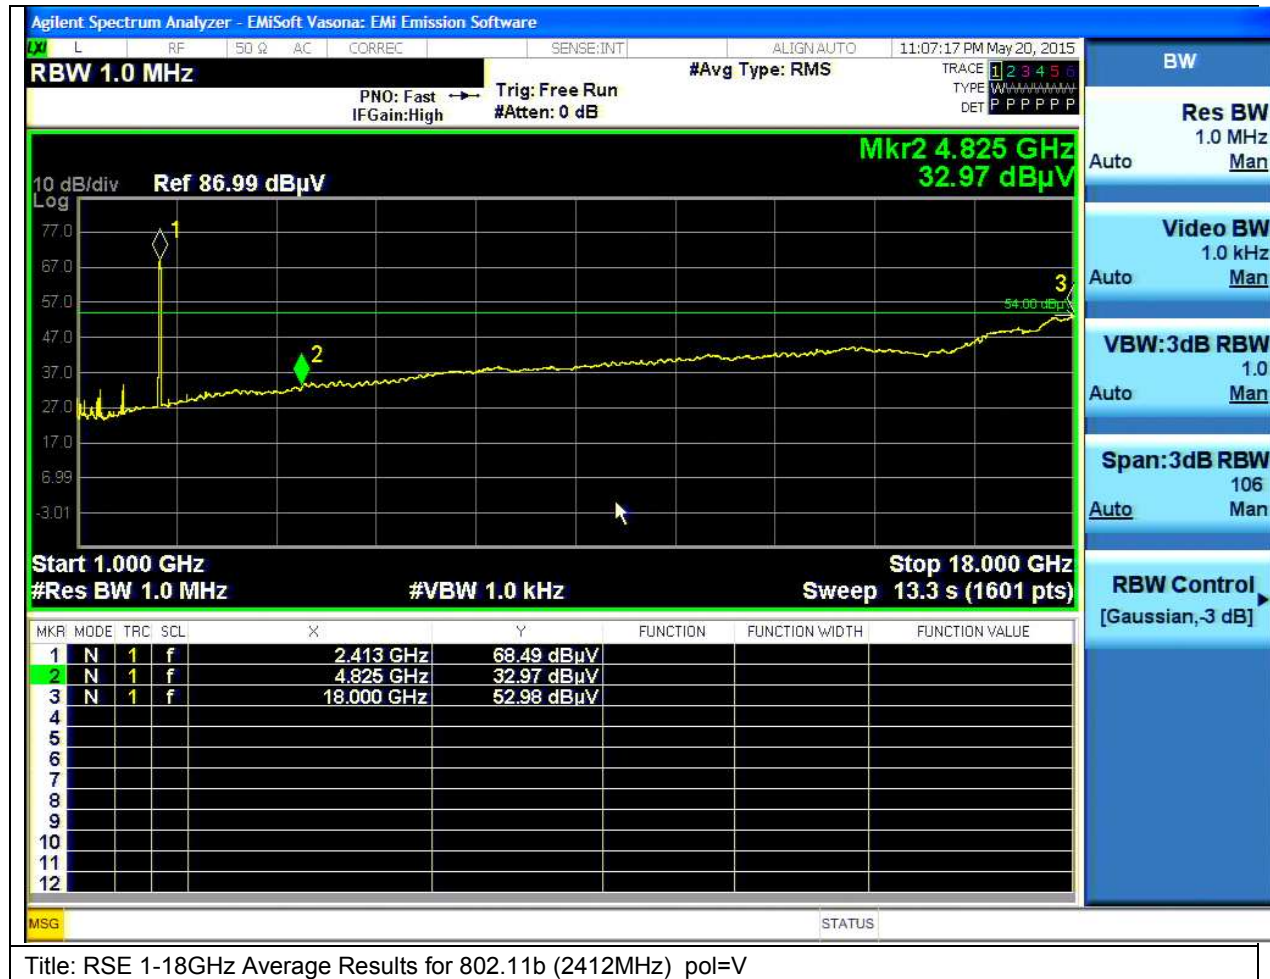 Agilent Spectrum Analyzer - EMiSoft Vasona: EMi Emission Software
LXI L RF 50 Ω AC CORREC SENSE:INT ALIGN AUTO 11:07:17 PM May 20, 2015
RBW 1.0 MHz
PNO: Fast
IFGain:High
Trig: Free Run
#Atten: 0 dB
#Avg Type: RMS
TRACE 1 2 3 4 5 6
TYPE WWWWWW
DET P P P P P P
Mkr2 4.825 GHz
32.97 dBµV
10 dB/div
Log
Ref 86.99 dBµV
77.0
67.0
57.0
47.0
37.0
27.0
17.0
6.99
-3.01
1
2
3
54.00 dBµ
Start 1.000 GHz
Stop 18.000 GHz
#Res BW 1.0 MHz
#VBW 1.0 kHz
Sweep 13.3 s (1601 pts)
MKR MODE TRC SCL X Y FUNCTION FUNCTION WIDTH FUNCTION VALUE
1 N 1 f 2.413 GHz 68.49 dBµV
2 N 1 f 4.825 GHz 32.97 dBµV
3 N 1 f 18.000 GHz 52.98 dBµV
4
5
6
7
8
9
10
11
12
MSG
STATUS
BW
Res BW
1.0 MHz
Auto Man
Video BW
1.0 kHz
Auto Man
VBW:3dB RBW
1.0
Auto Man
Span:3dB RBW
106
Auto Man
RBW Control
[Gaussian,-3 dB]
Title: RSE 1-18GHz Average Results for 802.11b (2412MHz) pol=V